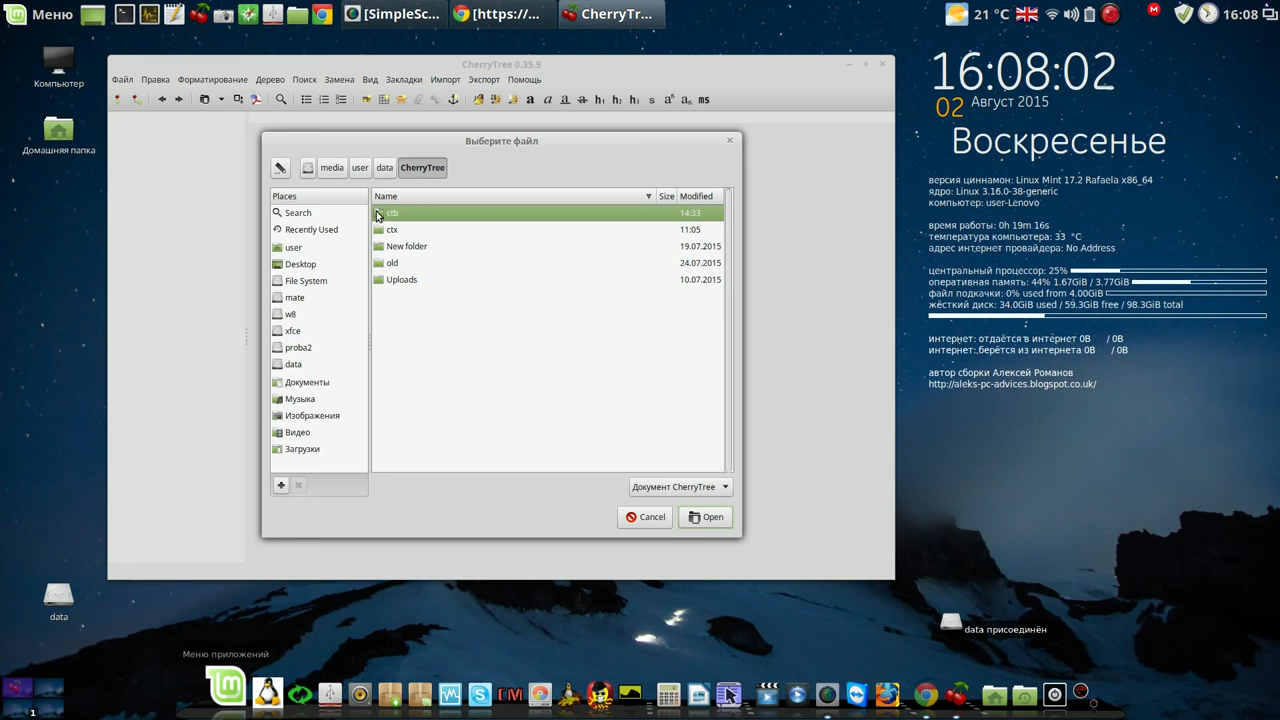 Меню
[SimpleSc...
[https://...
CherryTr...
21 °C
16:08
Компьютер
Домашняя папка
data
CherryTree 0.35.9
Файл Правка Форматирование Дерево Поиск Замена Вид Закладки Импорт Экспорт Помощь
a a a a h₁ h₂ h₃ s aˢ aₛ ms
Выберите файл
media user data CherryTree
Places
Search
Recently Used
user
Desktop
File System
mate
w8
xfce
proba2
data
Документы
Музыка
Изображения
Видео
Загрузки
Name Size Modified
ctb 14:33
ctx 11:05
New folder 19.07.2015
old 24.07.2015
Uploads 10.07.2015
Документ CherryTree
Cancel Open
16:08:02
02 Август 2015
Воскресенье
версия циннамон: Linux Mint 17.2 Rafaela x86_64
ядро: Linux 3.16.0-38-generic
компьютер: user-Lenovo
время работы: 0h 19m 16s
температура компьютера: 33 °C
адрес интернет провайдера: No Address
центральный процессор: 25%
оперативная память: 44% 1.67GiB / 3.77GiB
файл подкачки: 0% used from 4.00GiB
жёсткий диск: 34.0GiB used / 59.3GiB free / 98.3GiB total
интернет: отдаётся в интернет 0B / 0B
интернет: берётся из интернета 0B / 0B
автор сборки Алексей Романов
http://aleks-pc-advices.blogspot.co.uk/
data присоединён
Меню приложений
1